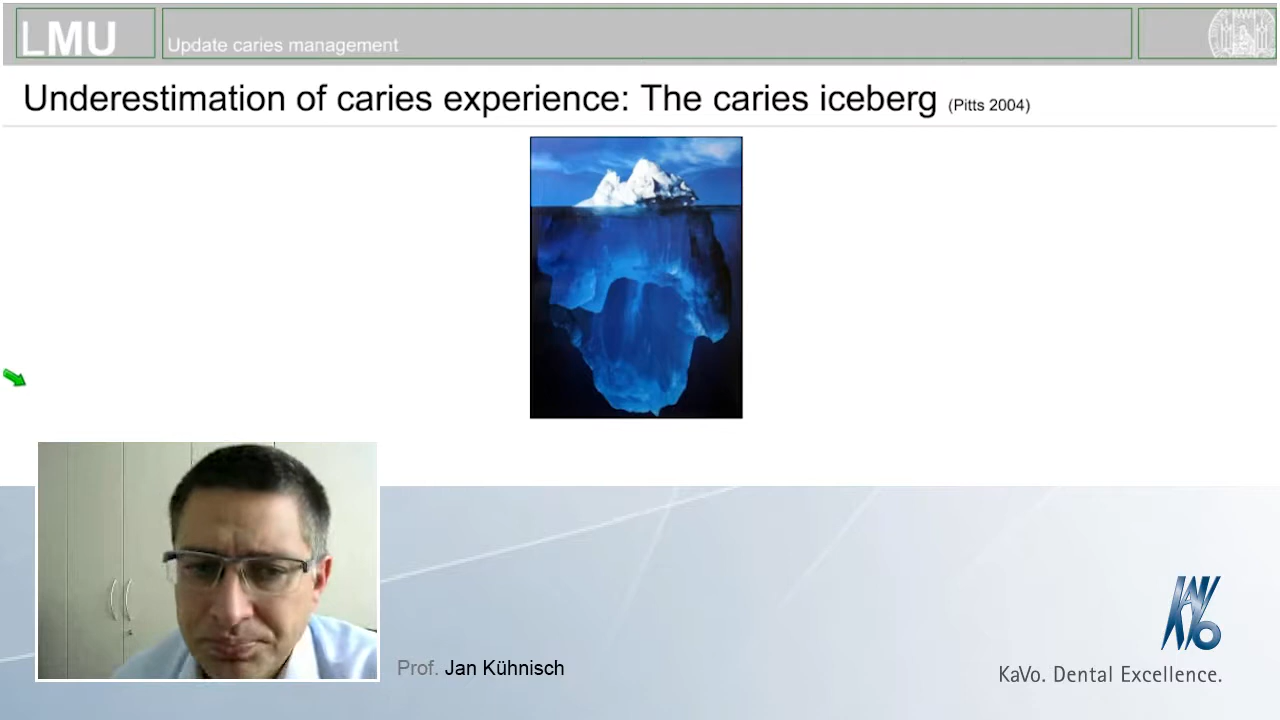 LMU
Update caries management
Underestimation of caries experience: The caries iceberg (Pitts 2004)
Prof. Jan Kühnisch
KaVo
KaVo. Dental Excellence.